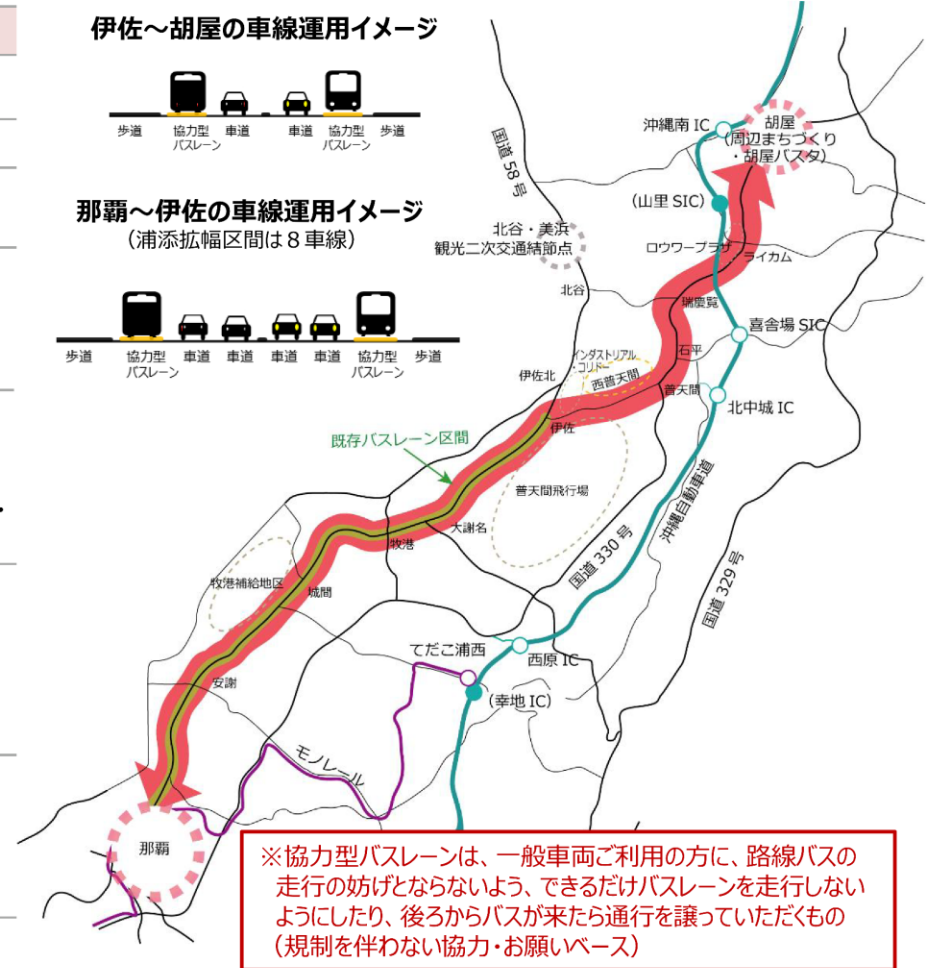 伊佐～胡屋の車線運用イメージ
歩道
協力型
バスレーン
車道
車道
協力型
バスレーン
歩道
那覇～伊佐の車線運用イメージ
(浦添拡幅区間は８車線)
歩道
協力型
バスレーン
車道
車道
車道
車道
協力型
バスレーン
歩道
国道 58 号
沖縄南 IC
胡屋
(周辺まちづくり
・胡屋バスタ)
(山里 SIC)
北谷・美浜
観光二次交通結節点
ロウワープラザ
ライカム
北谷
瑞慶覧
喜舎場 SIC
インダストリアル
・コリドー
石平
伊佐北
西普天間
普天間
北中城 IC
伊佐
既存バスレーン区間
普天間飛行場
沖縄自動車道
大謝名
牧港
国道 330 号
国道 329 号
牧港補給地区
城間
てだこ浦西
西原 IC
安謝
(幸地 IC)
モノレール
那覇
※協力型バスレーンは、一般車両ご利用の方に、路線バスの
走行の妨げとならないよう、できるだけバスレーンを走行しない
ようにしたり、後ろからバスが来たら通行を譲っていただくもの
(規制を伴わない協力・お願いベース)